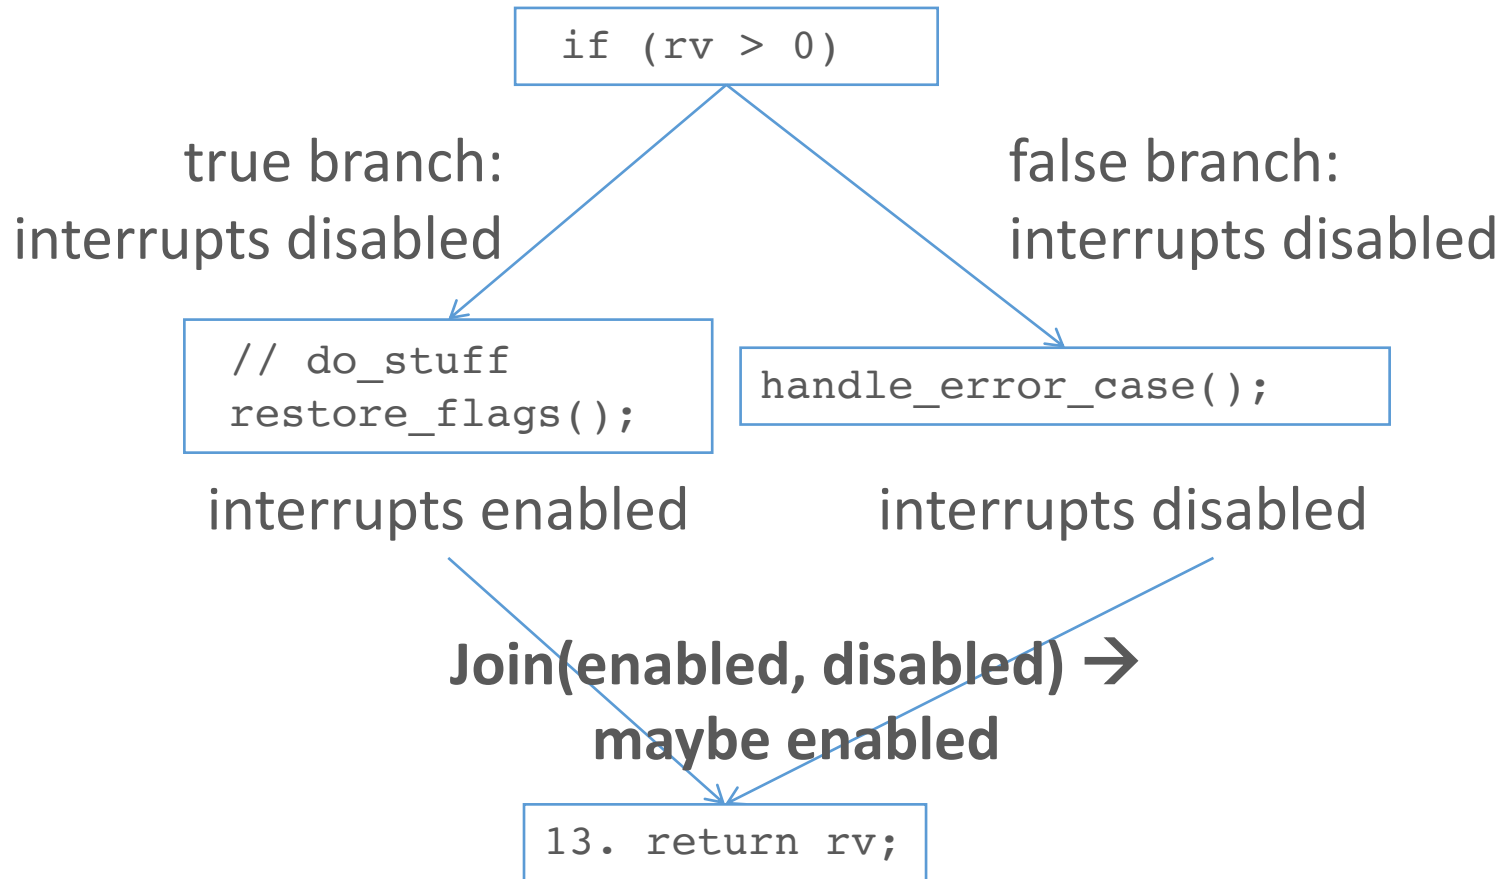 if (rv > 0)
true branch:
interrupts disabled
false branch:
interrupts disabled
// do_stuff
restore_flags();
handle_error_case();
interrupts enabled
interrupts disabled
Join(enabled, disabled) →
maybe enabled
13. return rv;